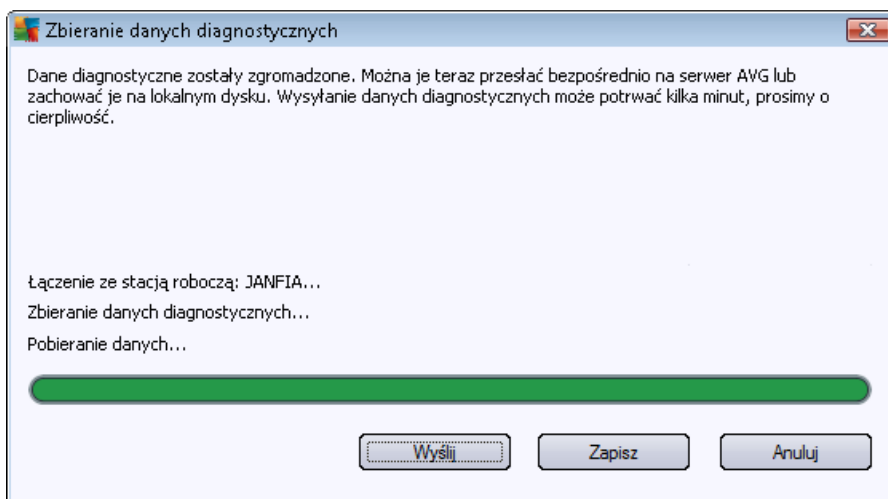 Zbieranie danych diagnostycznych
Dane diagnostyczne zostały zgromadzone. Można je teraz przesłać bezpośrednio na serwer AVG lub
zachować je na lokalnym dysku. Wysyłanie danych diagnostycznych może potrwać kilka minut, prosimy o
cierpliwość.
Łączenie ze stacją roboczą: JANFIA...
Zbieranie danych diagnostycznych...
Pobieranie danych...
Wyślij
Zapisz
Anuluj